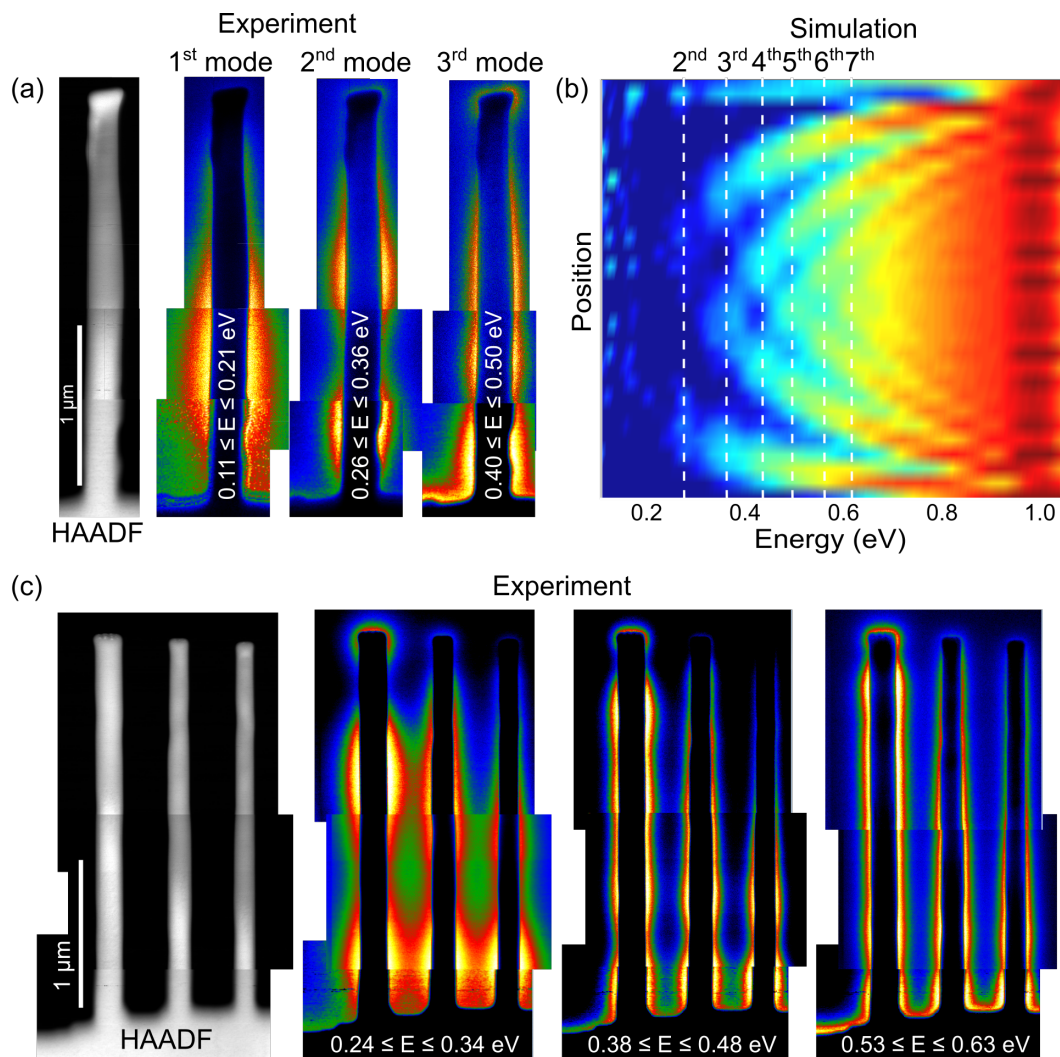 Experiment
1st mode 2nd mode 3rd mode
(a)
1 µm
HAADF
0.11 ≤ E ≤ 0.21 eV
0.26 ≤ E ≤ 0.36 eV
0.40 ≤ E ≤ 0.50 eV
Simulation
2nd 3rd 4th 5th 6th 7th
(b)
Position
0.2 0.4 0.6 0.8 1.0
Energy (eV)
(c)
Experiment
1 µm
HAADF
0.24 ≤ E ≤ 0.34 eV
0.38 ≤ E ≤ 0.48 eV
0.53 ≤ E ≤ 0.63 eV